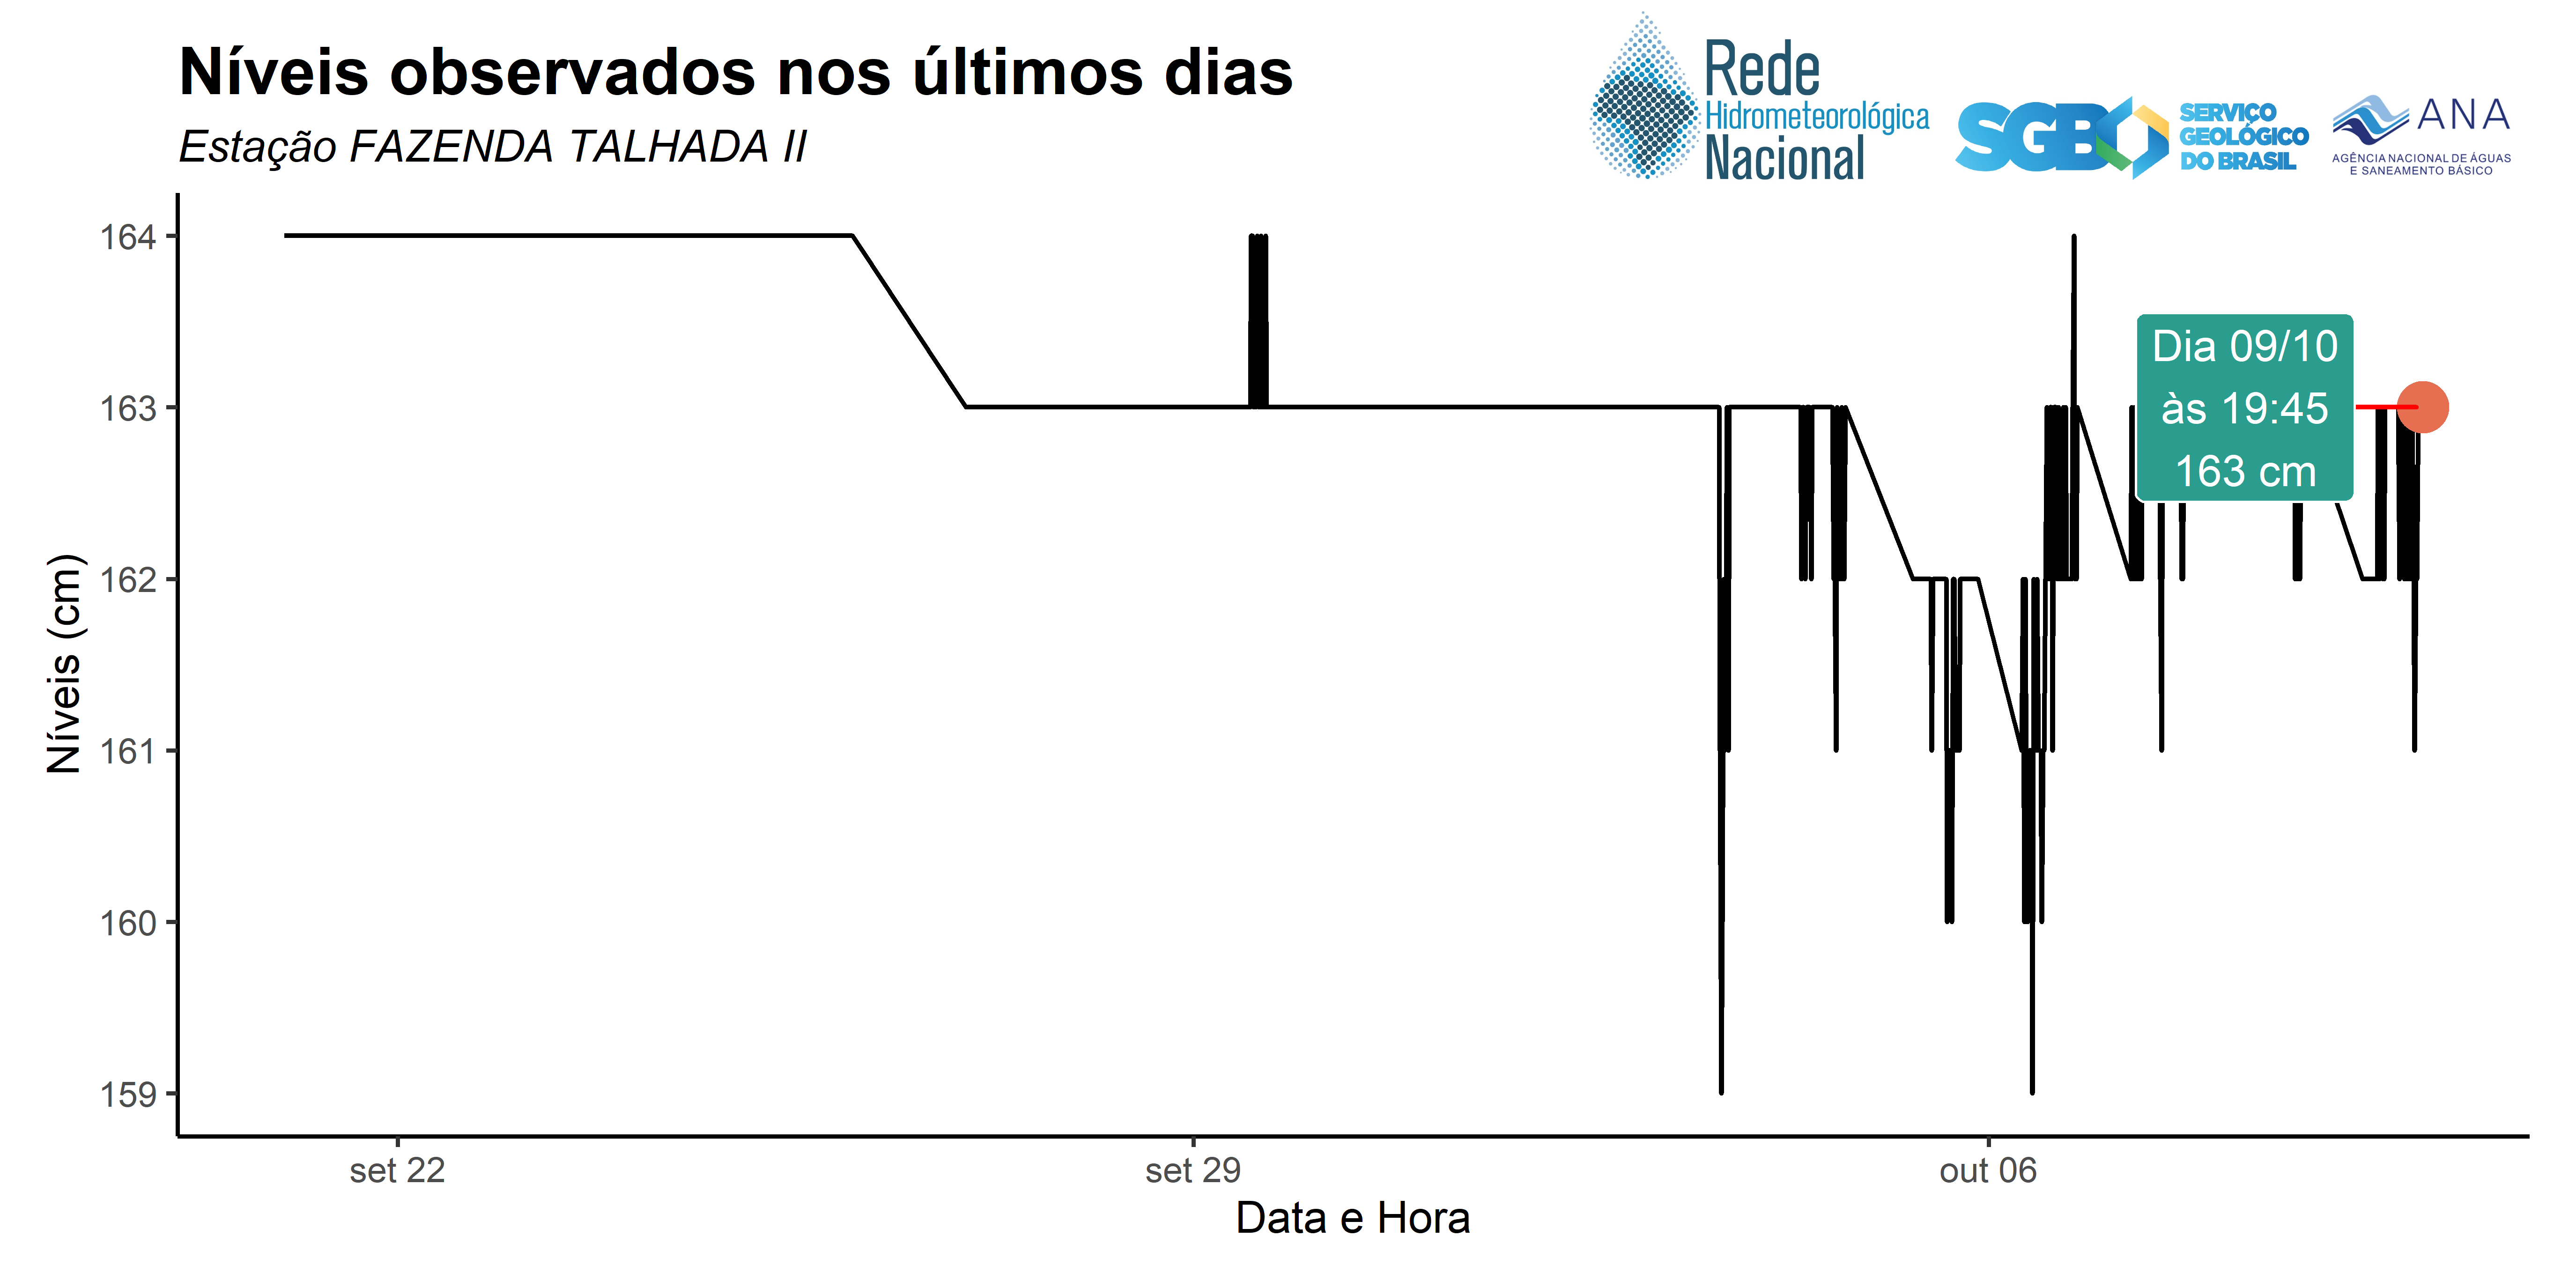 Níveis observados nos últimos dias
Estação FAZENDA TALHADA II
Rede
Hidrometeorológica
Nacional
SGB
SERVIÇO
GEOLÓGICO
DO BRASIL
ANA
AGÊNCIA NACIONAL DE ÁGUAS
E SANEAMENTO BÁSICO
Níveis (cm)
164
163
162
161
160
159
Dia 09/10
às 19:45
163 cm
set 22
set 29
out 06
Data e Hora